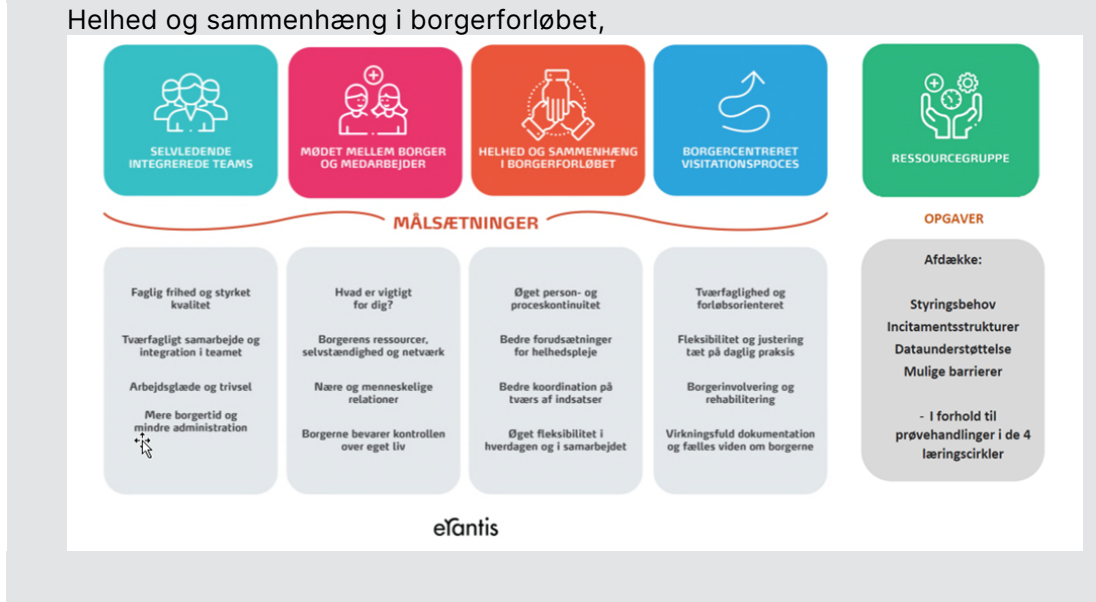 Helhed og sammenhæng i borgerforløbet,
SELVLEDENDE
INTEGREREDE TEAMS
MØDET MELLEM BORGER
OG MEDARBEJDER
HELHED OG SAMMENHÆNG
I BORGERFORLØBET
BORGERCENTRERET
VISITATIONSPROCES
RESSOURCEGRUPPE
MÅLSÆTNINGER
OPGAVER
Faglig frihed og styrket
kvalitet
Tværfagligt samarbejde og
integration i teamet
Arbejdsglæde og trivsel
Mere borgertid og
mindre administration
Hvad er vigtigt
for dig?
Borgerens ressourcer,
selvstændighed og netværk
Nære og menneskelige
relationer
Borgerne bevarer kontrollen
over eget liv
Øget person- og
proceskontinuitet
Bedre forudsætninger
for helhedspleje
Bedre koordination på
tværs af indsatser
Øget fleksibilitet i
hverdagen og i samarbejdet
Tværfaglighed og
forløbsorienteret
Fleksibilitet og justering
tæt på daglig praksis
Borgerinvolvering og
rehabilitering
Virkningsfuld dokumentation
og fælles viden om borgerne
Afdække:
Styringsbehov
Incitamentsstrukturer
Dataunderstøttelse
Mulige barrierer
- I forhold til
prøvehandlinger i de 4
læringscirkler
erantis